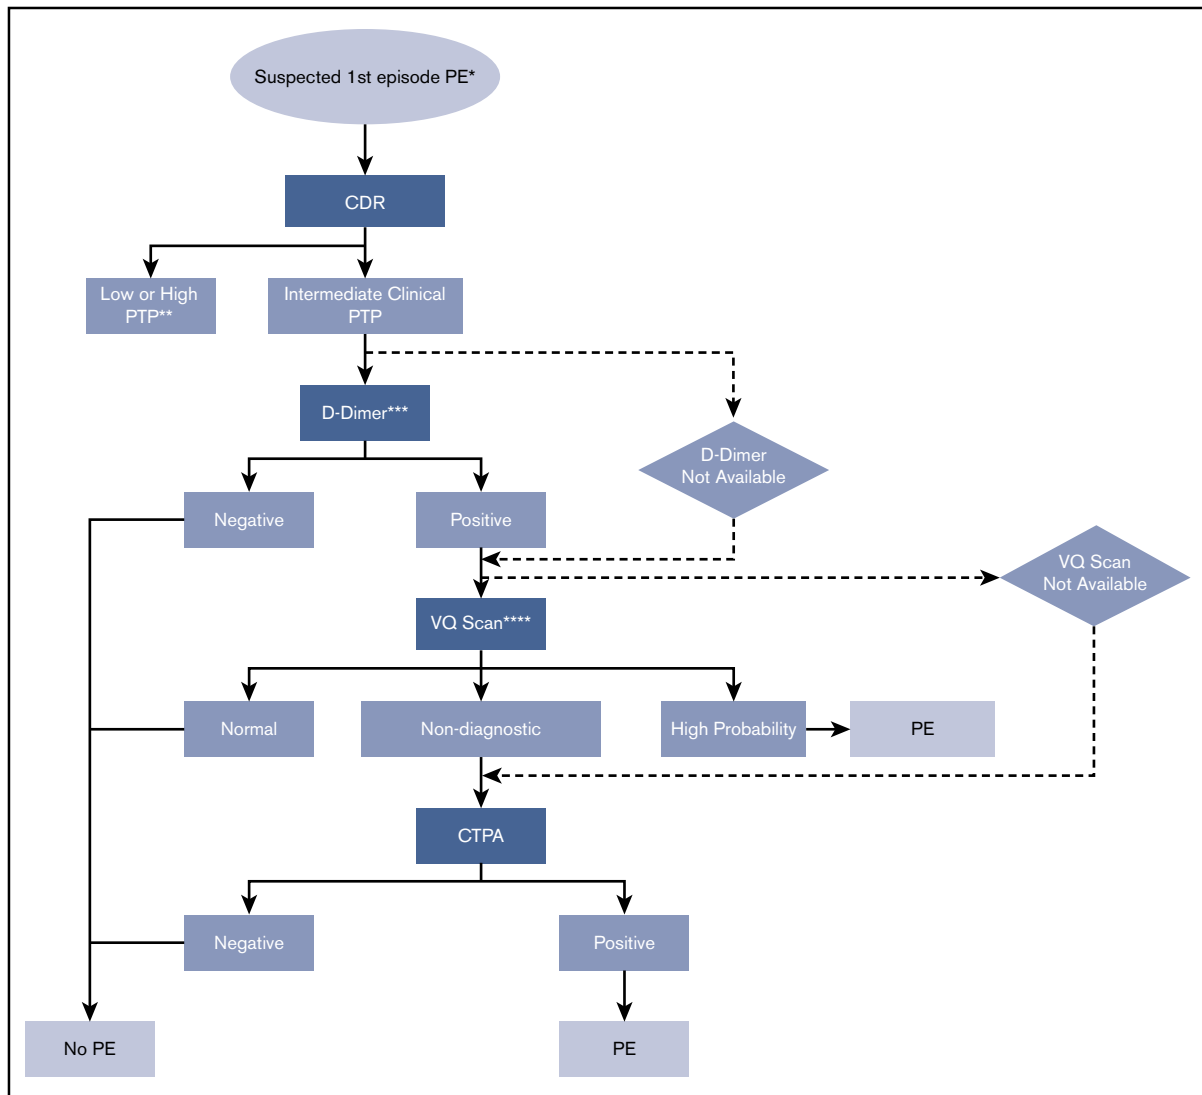 Suspected 1st episode PE*
CDR
Low or High
PTP**
Intermediate Clinical
PTP
D-Dimer***
D-Dimer
Not Available
Negative
Positive
VQ Scan
Not Available
VQ Scan****
Normal
Non-diagnostic
High Probability
PE
CTPA
Negative
Positive
No PE
PE